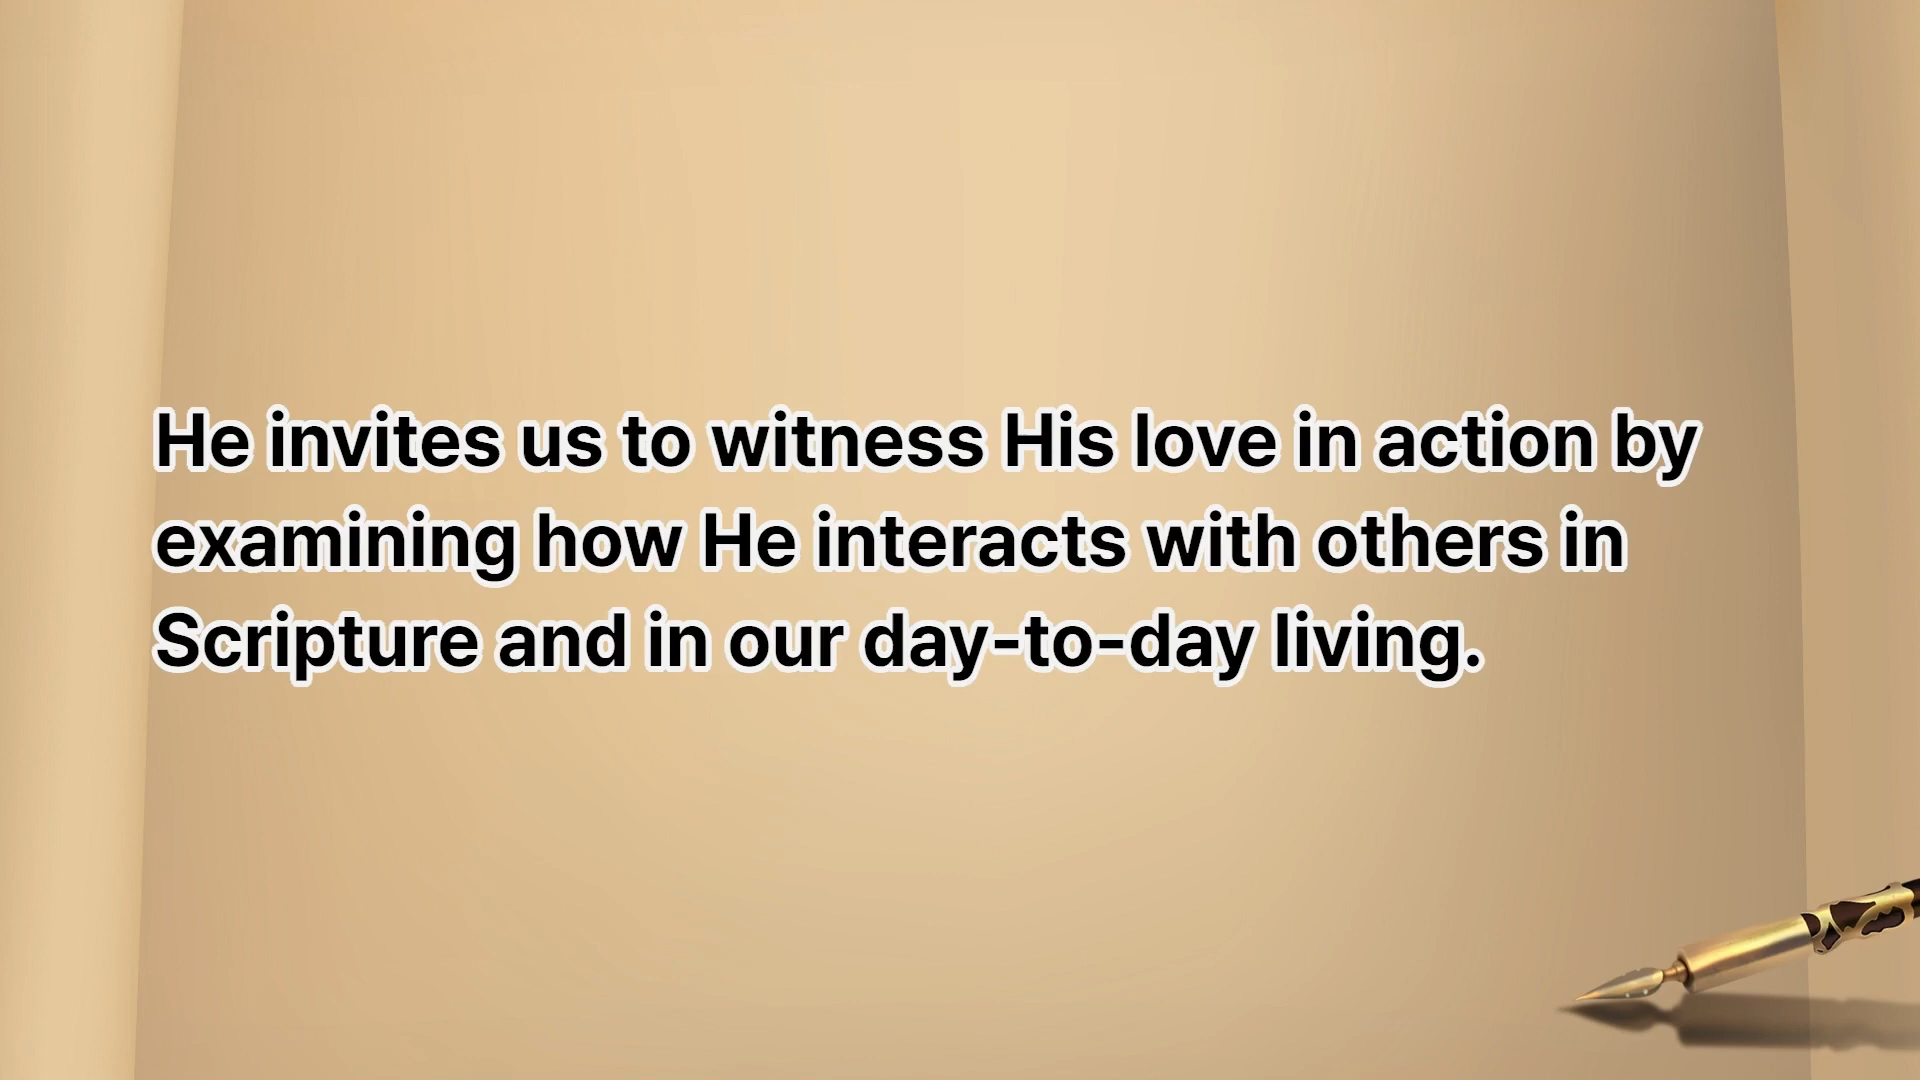 He invites us to witness His love in action by
examining how He interacts with others in
Scripture and in our day-to-day living.